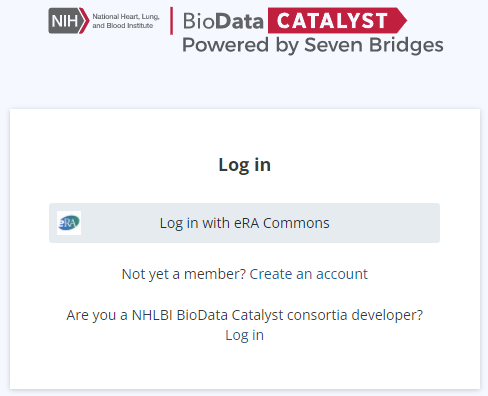 NIH National Heart, Lung,
and Blood Institute
BioData CATALYST
Powered by Seven Bridges
Log in
eRA Log in with eRA Commons
Not yet a member? Create an account
Are you a NHLBI BioData Catalyst consortia developer?
Log in